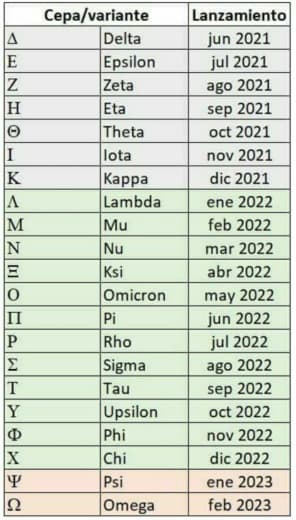 Cepa/variante Lanzamiento
Δ Delta jun 2021
Ε Epsilon jul 2021
Ζ Zeta ago 2021
Η Eta sep 2021
Θ Theta oct 2021
Ι Iota nov 2021
Κ Kappa dic 2021
Λ Lambda ene 2022
Μ Mu feb 2022
Ν Nu mar 2022
Ξ Ksi abr 2022
Ο Omicron may 2022
Π Pi jun 2022
Ρ Rho jul 2022
Σ Sigma ago 2022
Τ Tau sep 2022
Υ Upsilon oct 2022
Φ Phi nov 2022
Χ Chi dic 2022
Ψ Psi ene 2023
Ω Omega feb 2023